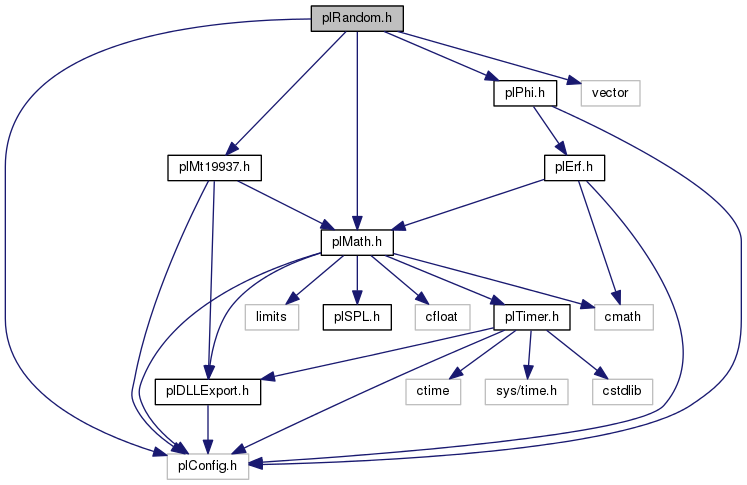 plRandom.h
plPhi.h
vector
plMt19937.h
plErf.h
plMath.h
limits
plSPL.h
cfloat
plTimer.h
cmath
plDLLExport.h
ctime
sys/time.h
cstdlib
plConfig.h